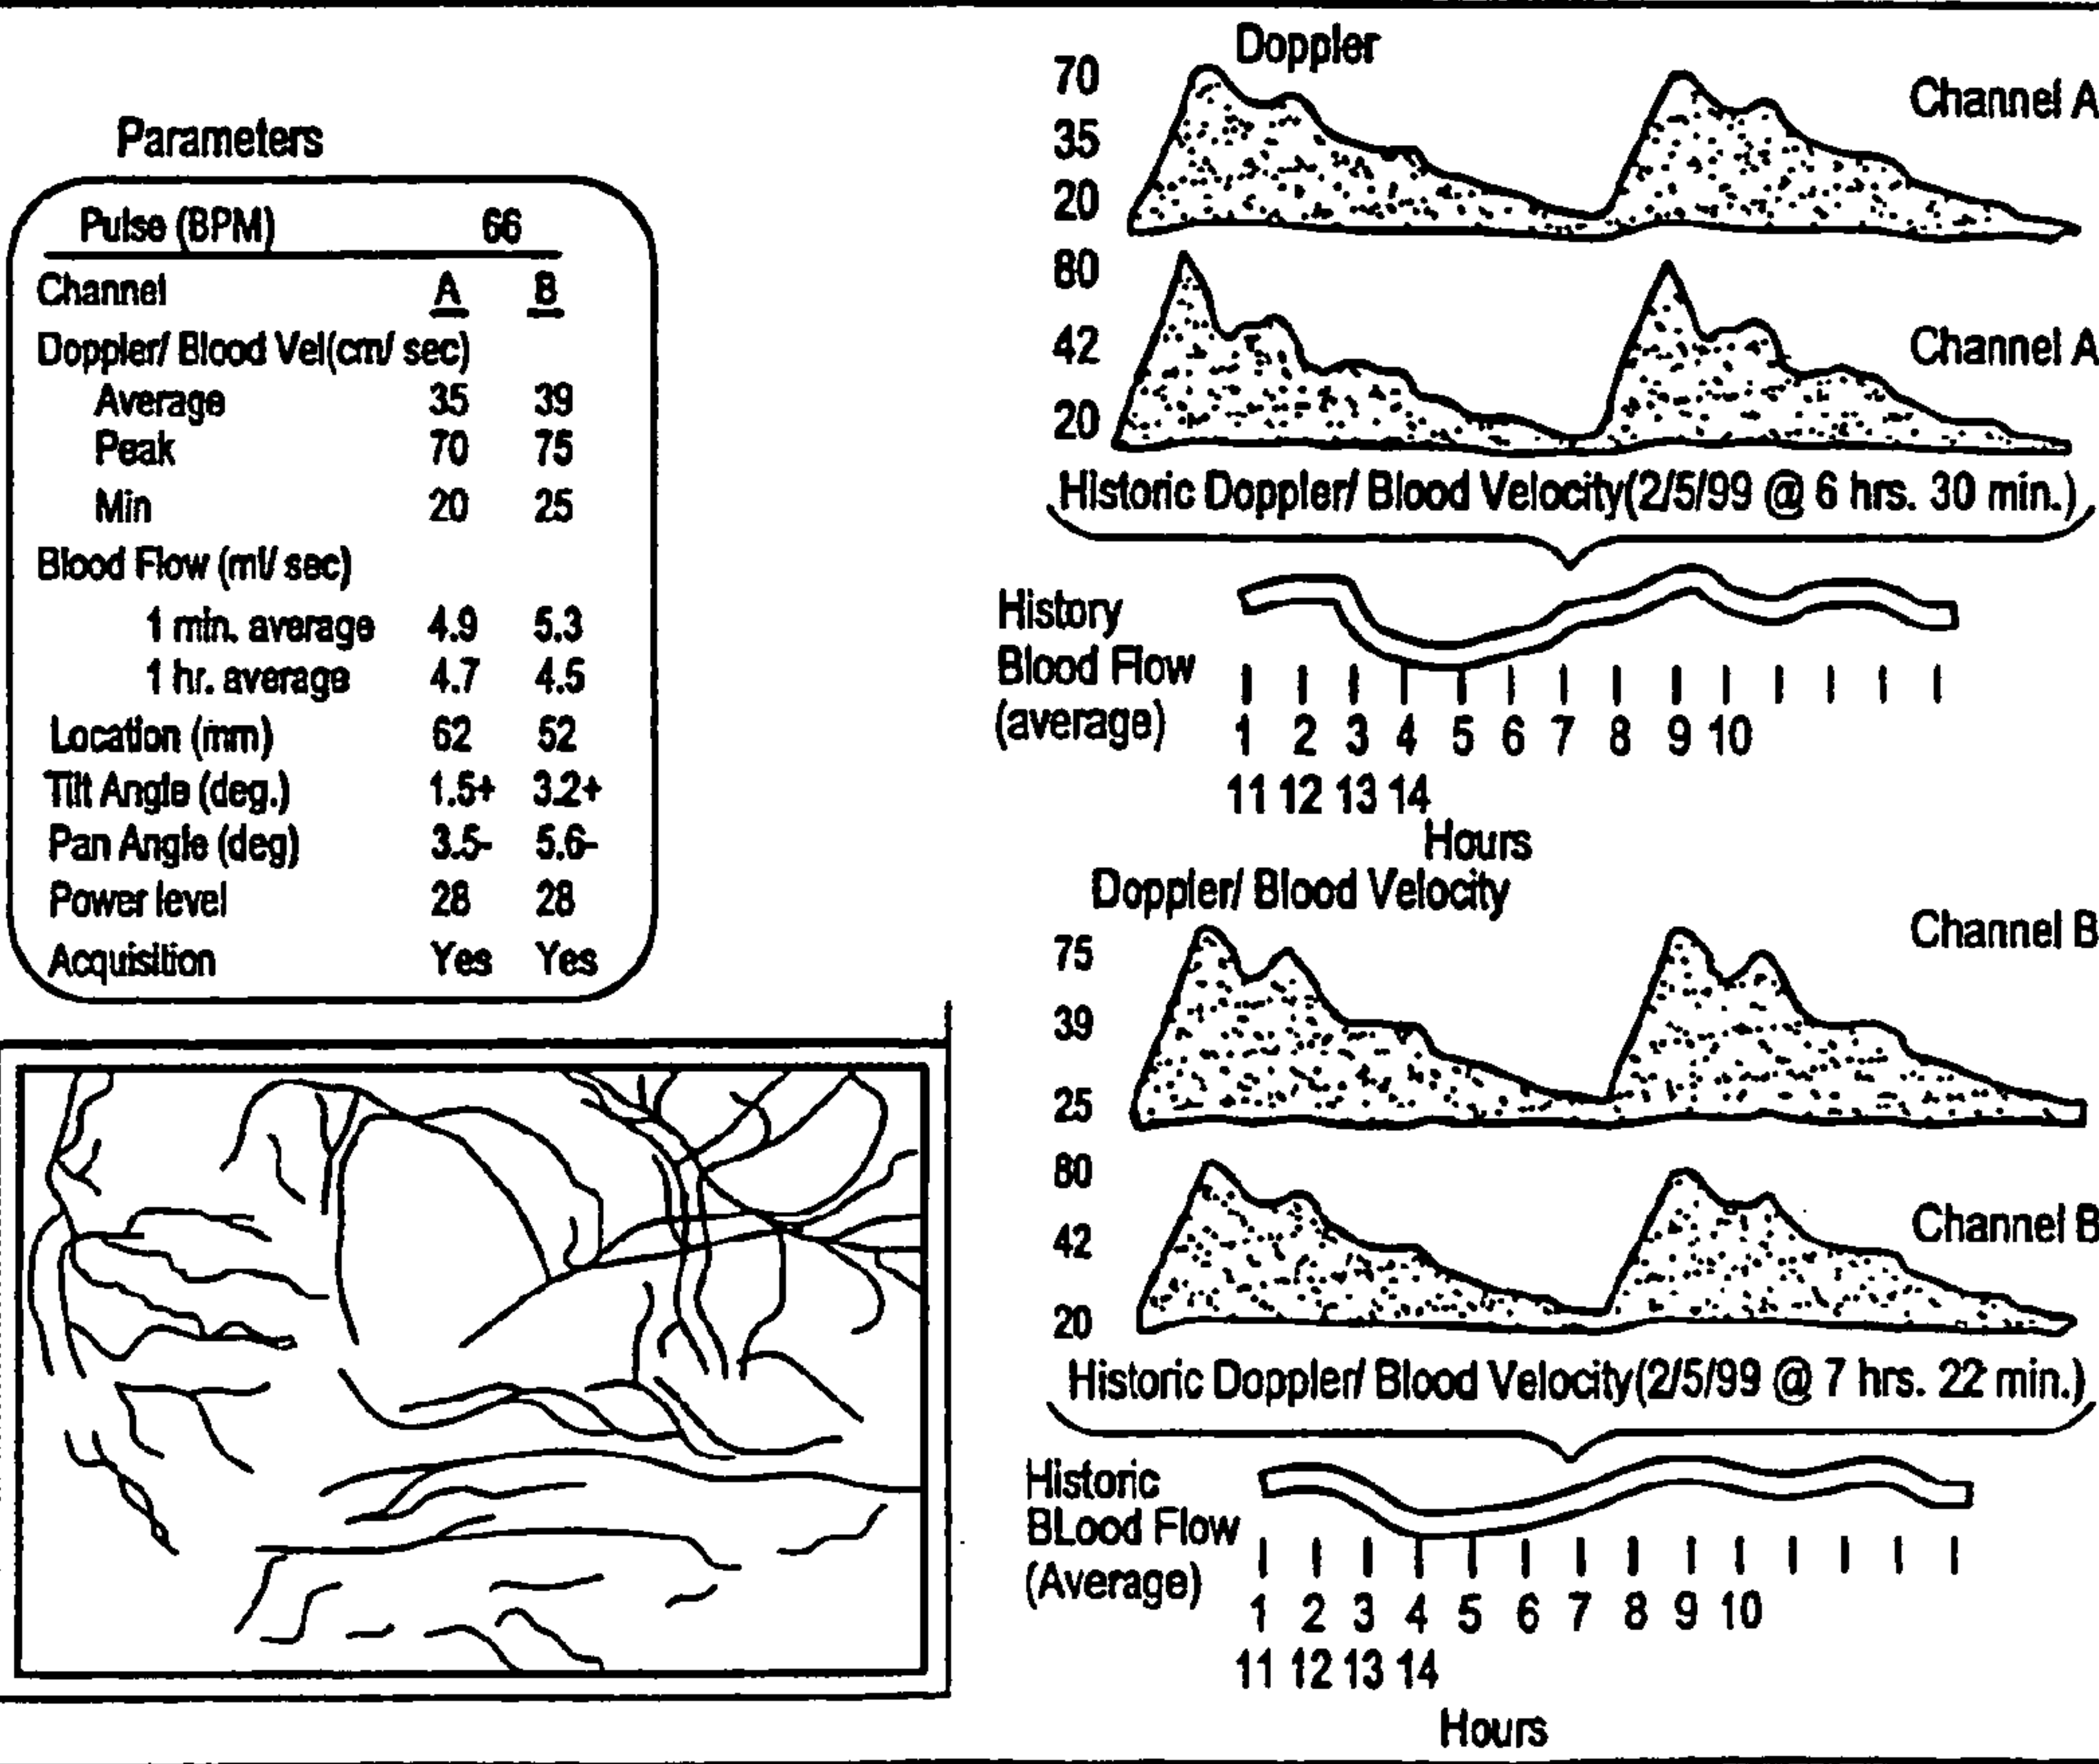 Parameters
Pulse (BPM) 66
Channel A B
Doppler/ Blood Vel(cm/ sec)
Average 35 39
Peak 70 75
Min 20 25
Blood Flow (ml/ sec)
1 min. average 4.9 5.3
1 hr. average 4.7 4.5
Location (mm) 62 52
Tilt Angle (deg.) 1.5+ 3.2+
Pan Angle (deg) 3.5- 5.6-
Power level 28 28
Acquisition Yes Yes
Doppler
70
Channel A
35
20
80
42 Channel A
20
Historic Doppler/ Blood Velocity(2/5/99 @ 6 hrs. 30 min.)
History
Blood Flow
(average)
1 2 3 4 5 6 7 8 9 10
11 12 13 14
Hours
Doppler/ Blood Velocity
75 Channel B
39
25
80
42 Channel B
20
Historic Doppler/ Blood Velocity(2/5/99 @ 7 hrs. 22 min.)
Historic
BLood Flow
(Average)
1 2 3 4 5 6 7 8 9 10
11 12 13 14
Hours